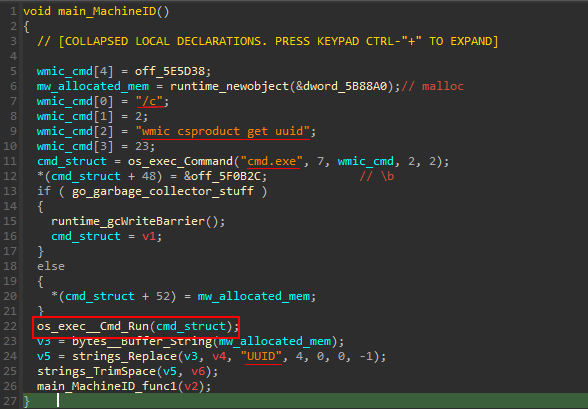 1 void main_MachineID()
2 {
3 // [COLLAPSED LOCAL DECLARATIONS. PRESS KEYPAD CTRL-"+" TO EXPAND]
4
5 wmic_cmd[4] = off_5E5D38;
6 mw_allocated_mem = runtime_newobject(&dword_5B88A0);// malloc
7 wmic_cmd[0] = "/c";
8 wmic_cmd[1] = 2;
9 wmic_cmd[2] = "wmic csproduct get uuid";
10 wmic_cmd[3] = 23;
11 cmd_struct = os_exec_Command("cmd.exe", 7, wmic_cmd, 2, 2);
12 *(cmd_struct + 48) = &off_5F0B2C; // \b
13 if ( go_garbage_collector_stuff )
14 {
15 runtime_gcWriteBarrier();
16 cmd_struct = v1;
17 }
18 else
19 {
20 *(cmd_struct + 52) = mw_allocated_mem;
21 }
22 os_exec__Cmd_Run(cmd_struct);
23 v3 = bytes__Buffer_String(mw_allocated_mem);
24 v5 = strings_Replace(v3, v4, "UUID", 4, 0, 0, -1);
25 strings_TrimSpace(v5, v6);
26 main_MachineID_func1(v2);
27 }